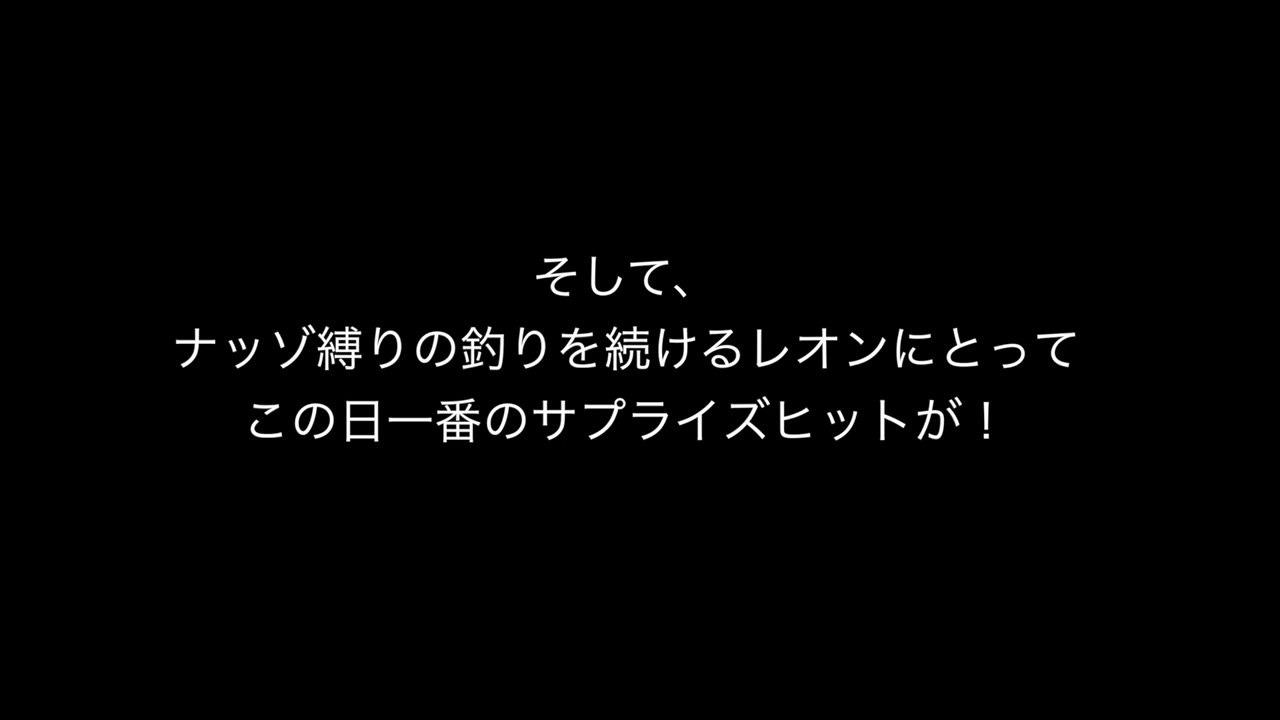 そして、
ナッゾ縛りの釣りを続けるレオンにとって
この日一番のサプライズヒットが！